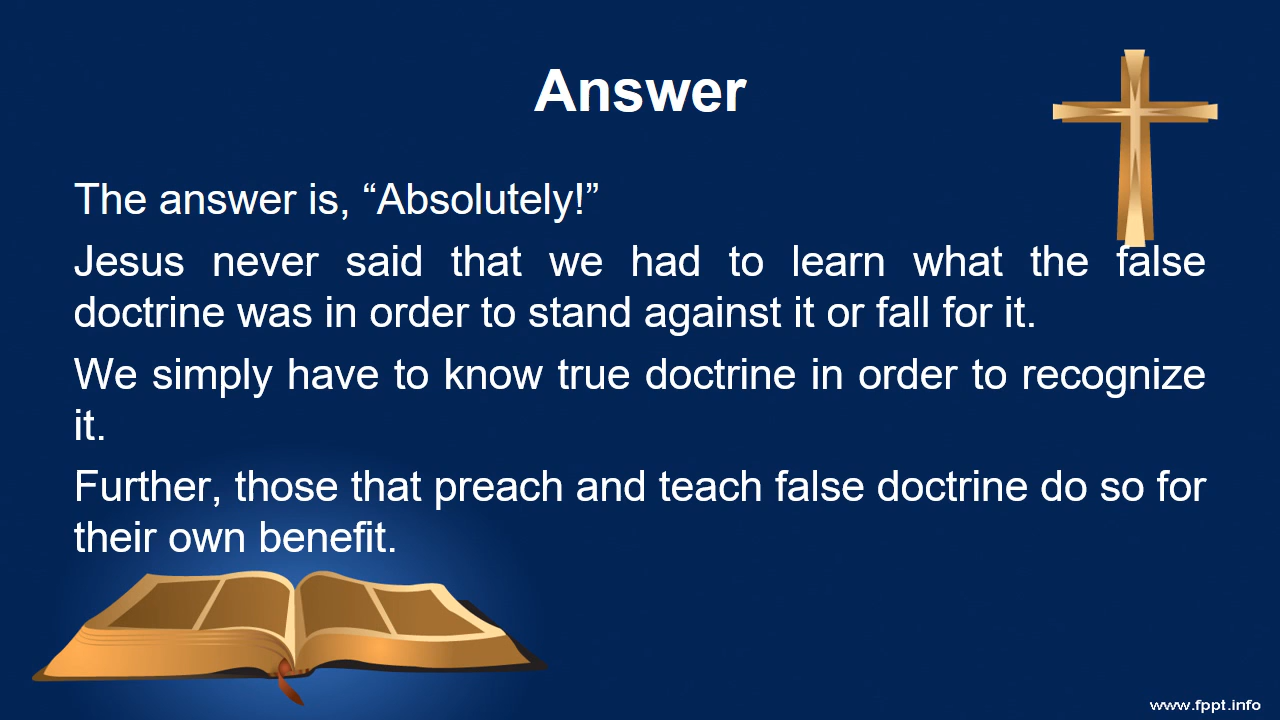 Answer
The answer is, “Absolutely!”
Jesus never said that we had to learn what the false
doctrine was in order to stand against it or fall for it.
We simply have to know true doctrine in order to recognize
it.
Further, those that preach and teach false doctrine do so for
their own benefit.
www.fppt.info